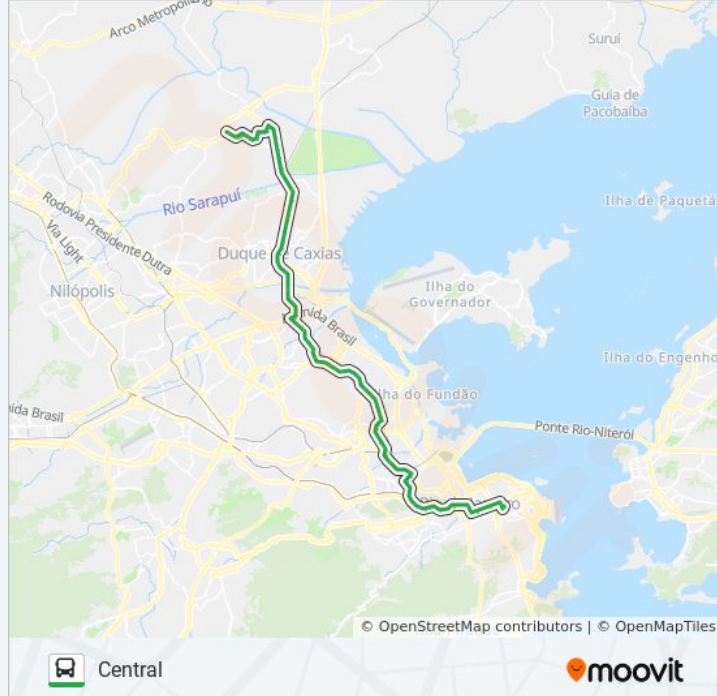 Arco Metropolitano
Suruí
Guia de
Pacobaíba
Rio Sarapuí
Ilha de Paquetá
Rodovia Presidente Dutra
Via Light
Duque de Caxias
Nilópolis
Ilha do
Governador
Avenida Brasil
Ilha do Engenho
Ilha do Fundão
nida Brasil
Ponte Rio-Niterói
© OpenStreetMap contributors | © OpenMapTiles
Central
moovit